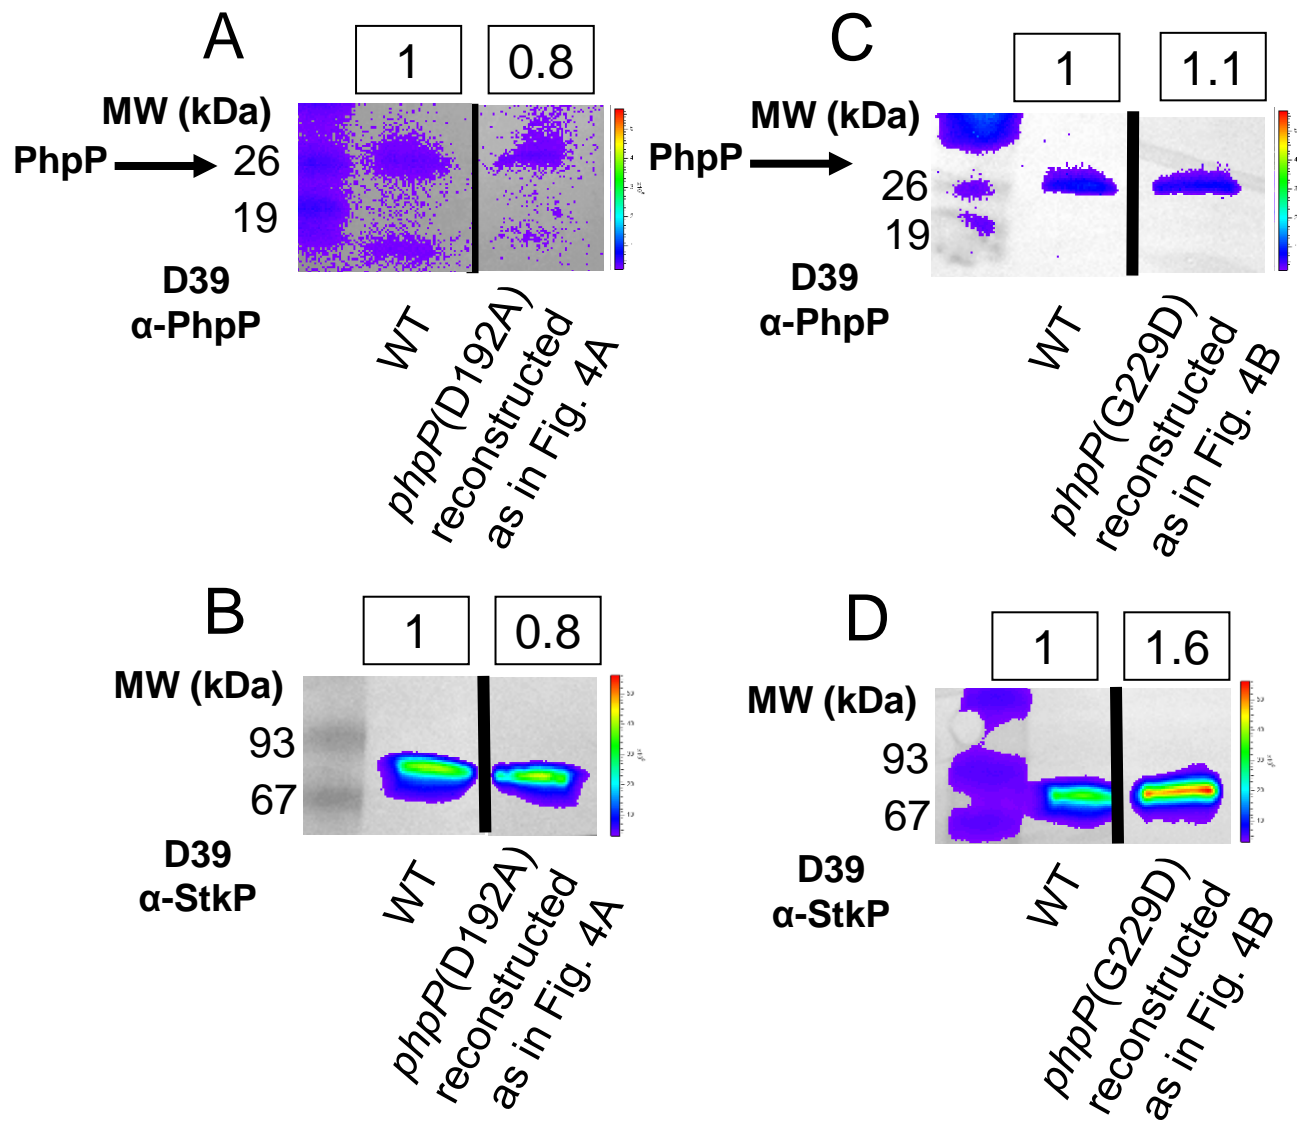 A
1
0.8
MW (kDa)
PhpP
26
19
D39
α-PhpP
WT
phpP(D192A)
reconstructed
as in Fig. 4A
C
1
1.1
MW (kDa)
PhpP
26
19
D39
α-PhpP
WT
phpP(G229D)
reconstructed
as in Fig. 4B
B
1
0.8
MW (kDa)
93
67
D39
α-StkP
WT
phpP(D192A)
reconstructed
as in Fig. 4A
D
1
1.6
MW (kDa)
93
67
D39
α-StkP
WT
phpP(G229D)
reconstructed
as in Fig. 4B